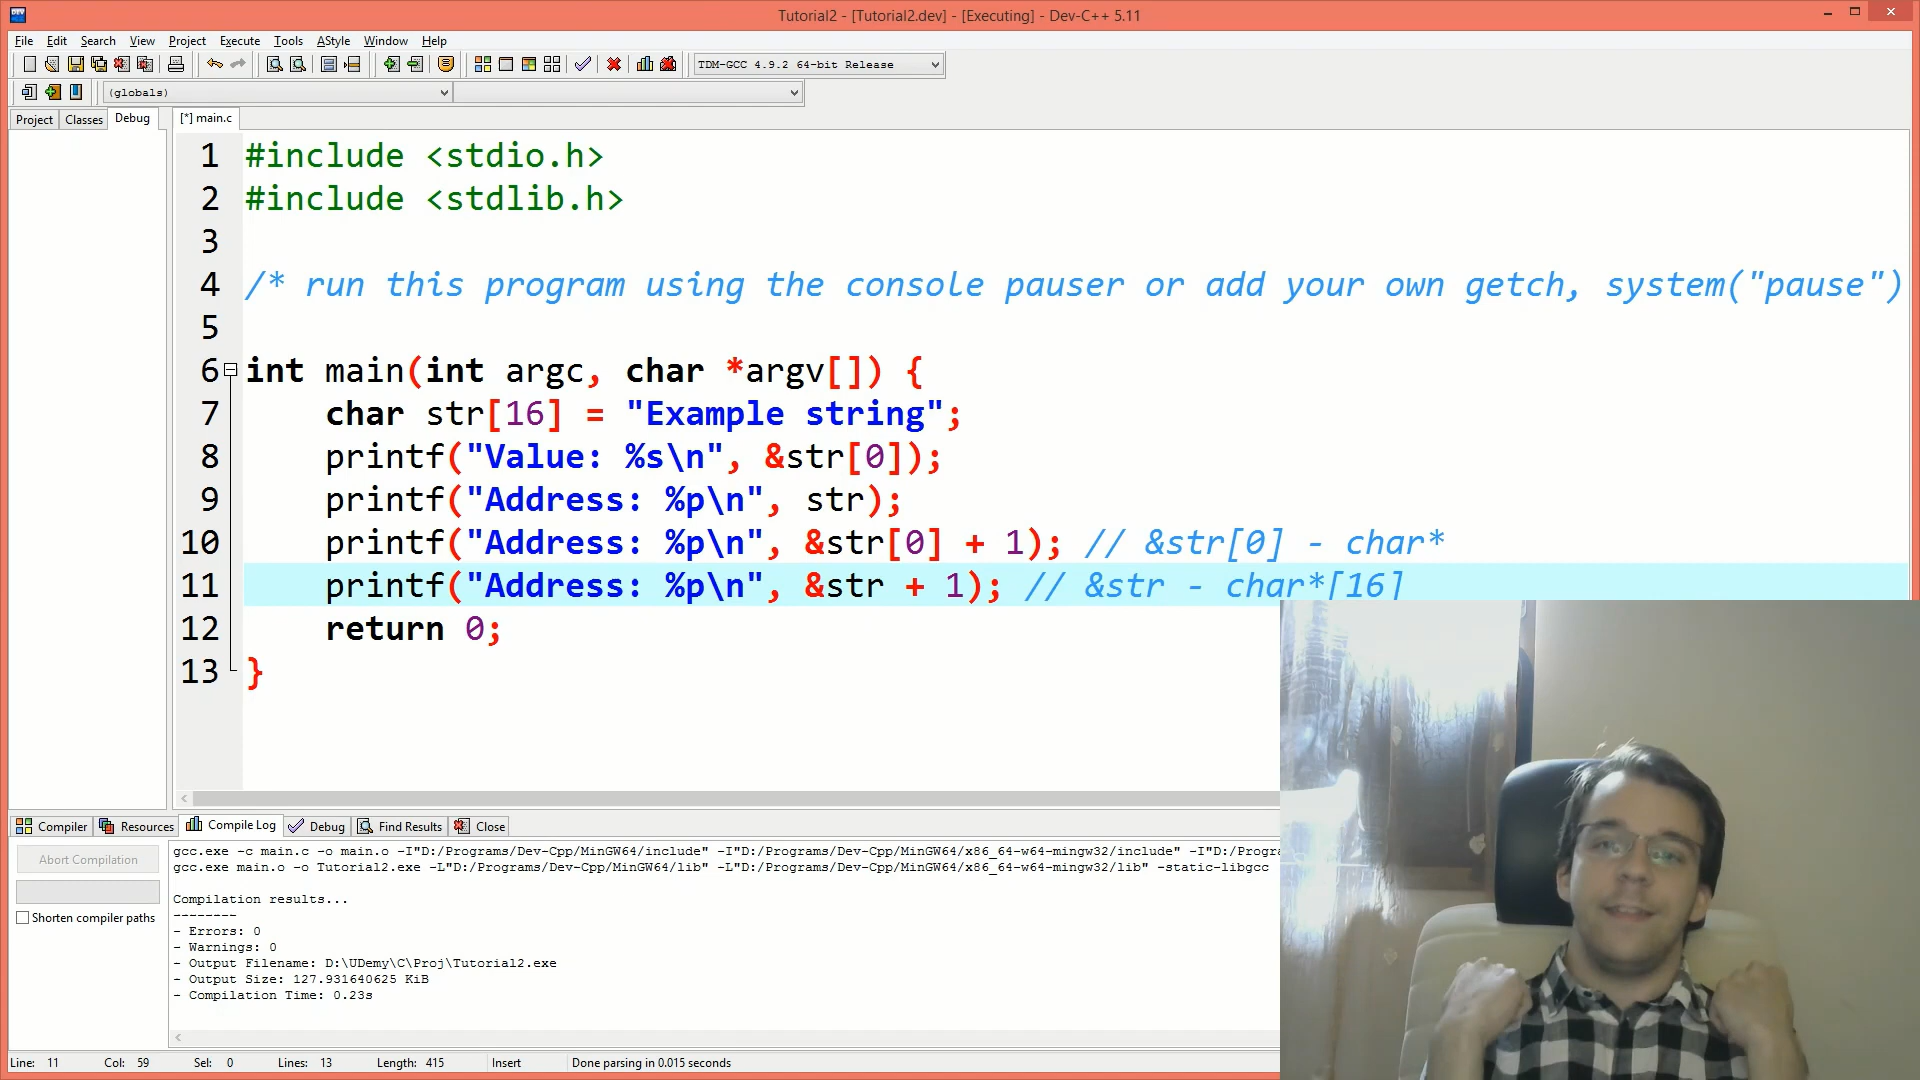 Tutorial2 - [Tutorial2.dev] - [Executing] - Dev-C++ 5.11
File Edit Search View Project Execute Tools AStyle Window Help
TDM-GCC 4.9.2 64-bit Release
(globals)
Project Classes Debug [*] main.c
1 #include <stdio.h>
2 #include <stdlib.h>
3
4 /* run this program using the console pauser or add your own getch, system("pause")
5
6 int main(int argc, char *argv[]) {
7 char str[16] = "Example string";
8 printf("Value: %s\n", &str[0]);
9 printf("Address: %p\n", str);
10 printf("Address: %p\n", &str[0] + 1); // &str[0] - char*
11 printf("Address: %p\n", &str + 1); // &str - char*[16]
12 return 0;
13 }
Compiler Resources Compile Log Debug Find Results Close
Abort Compilation
Shorten compiler paths
gcc.exe -c main.c -o main.o -I"D:/Programs/Dev-Cpp/MinGW64/include" -I"D:/Programs/Dev-Cpp/MinGW64/x86_64-w64-mingw32/include" -I"D:/Progra
gcc.exe main.o -o Tutorial2.exe -L"D:/Programs/Dev-Cpp/MinGW64/lib" -L"D:/Programs/Dev-Cpp/MinGW64/x86_64-w64-mingw32/lib" -static-libgcc
Compilation results...
--------
- Errors: 0
- Warnings: 0
- Output Filename: D:\UDemy\C\Proj\Tutorial2.exe
- Output Size: 127.931640625 KiB
- Compilation Time: 0.23s
Line: 11 Col: 59 Sel: 0 Lines: 13 Length: 415 Insert Done parsing in 0.015 seconds